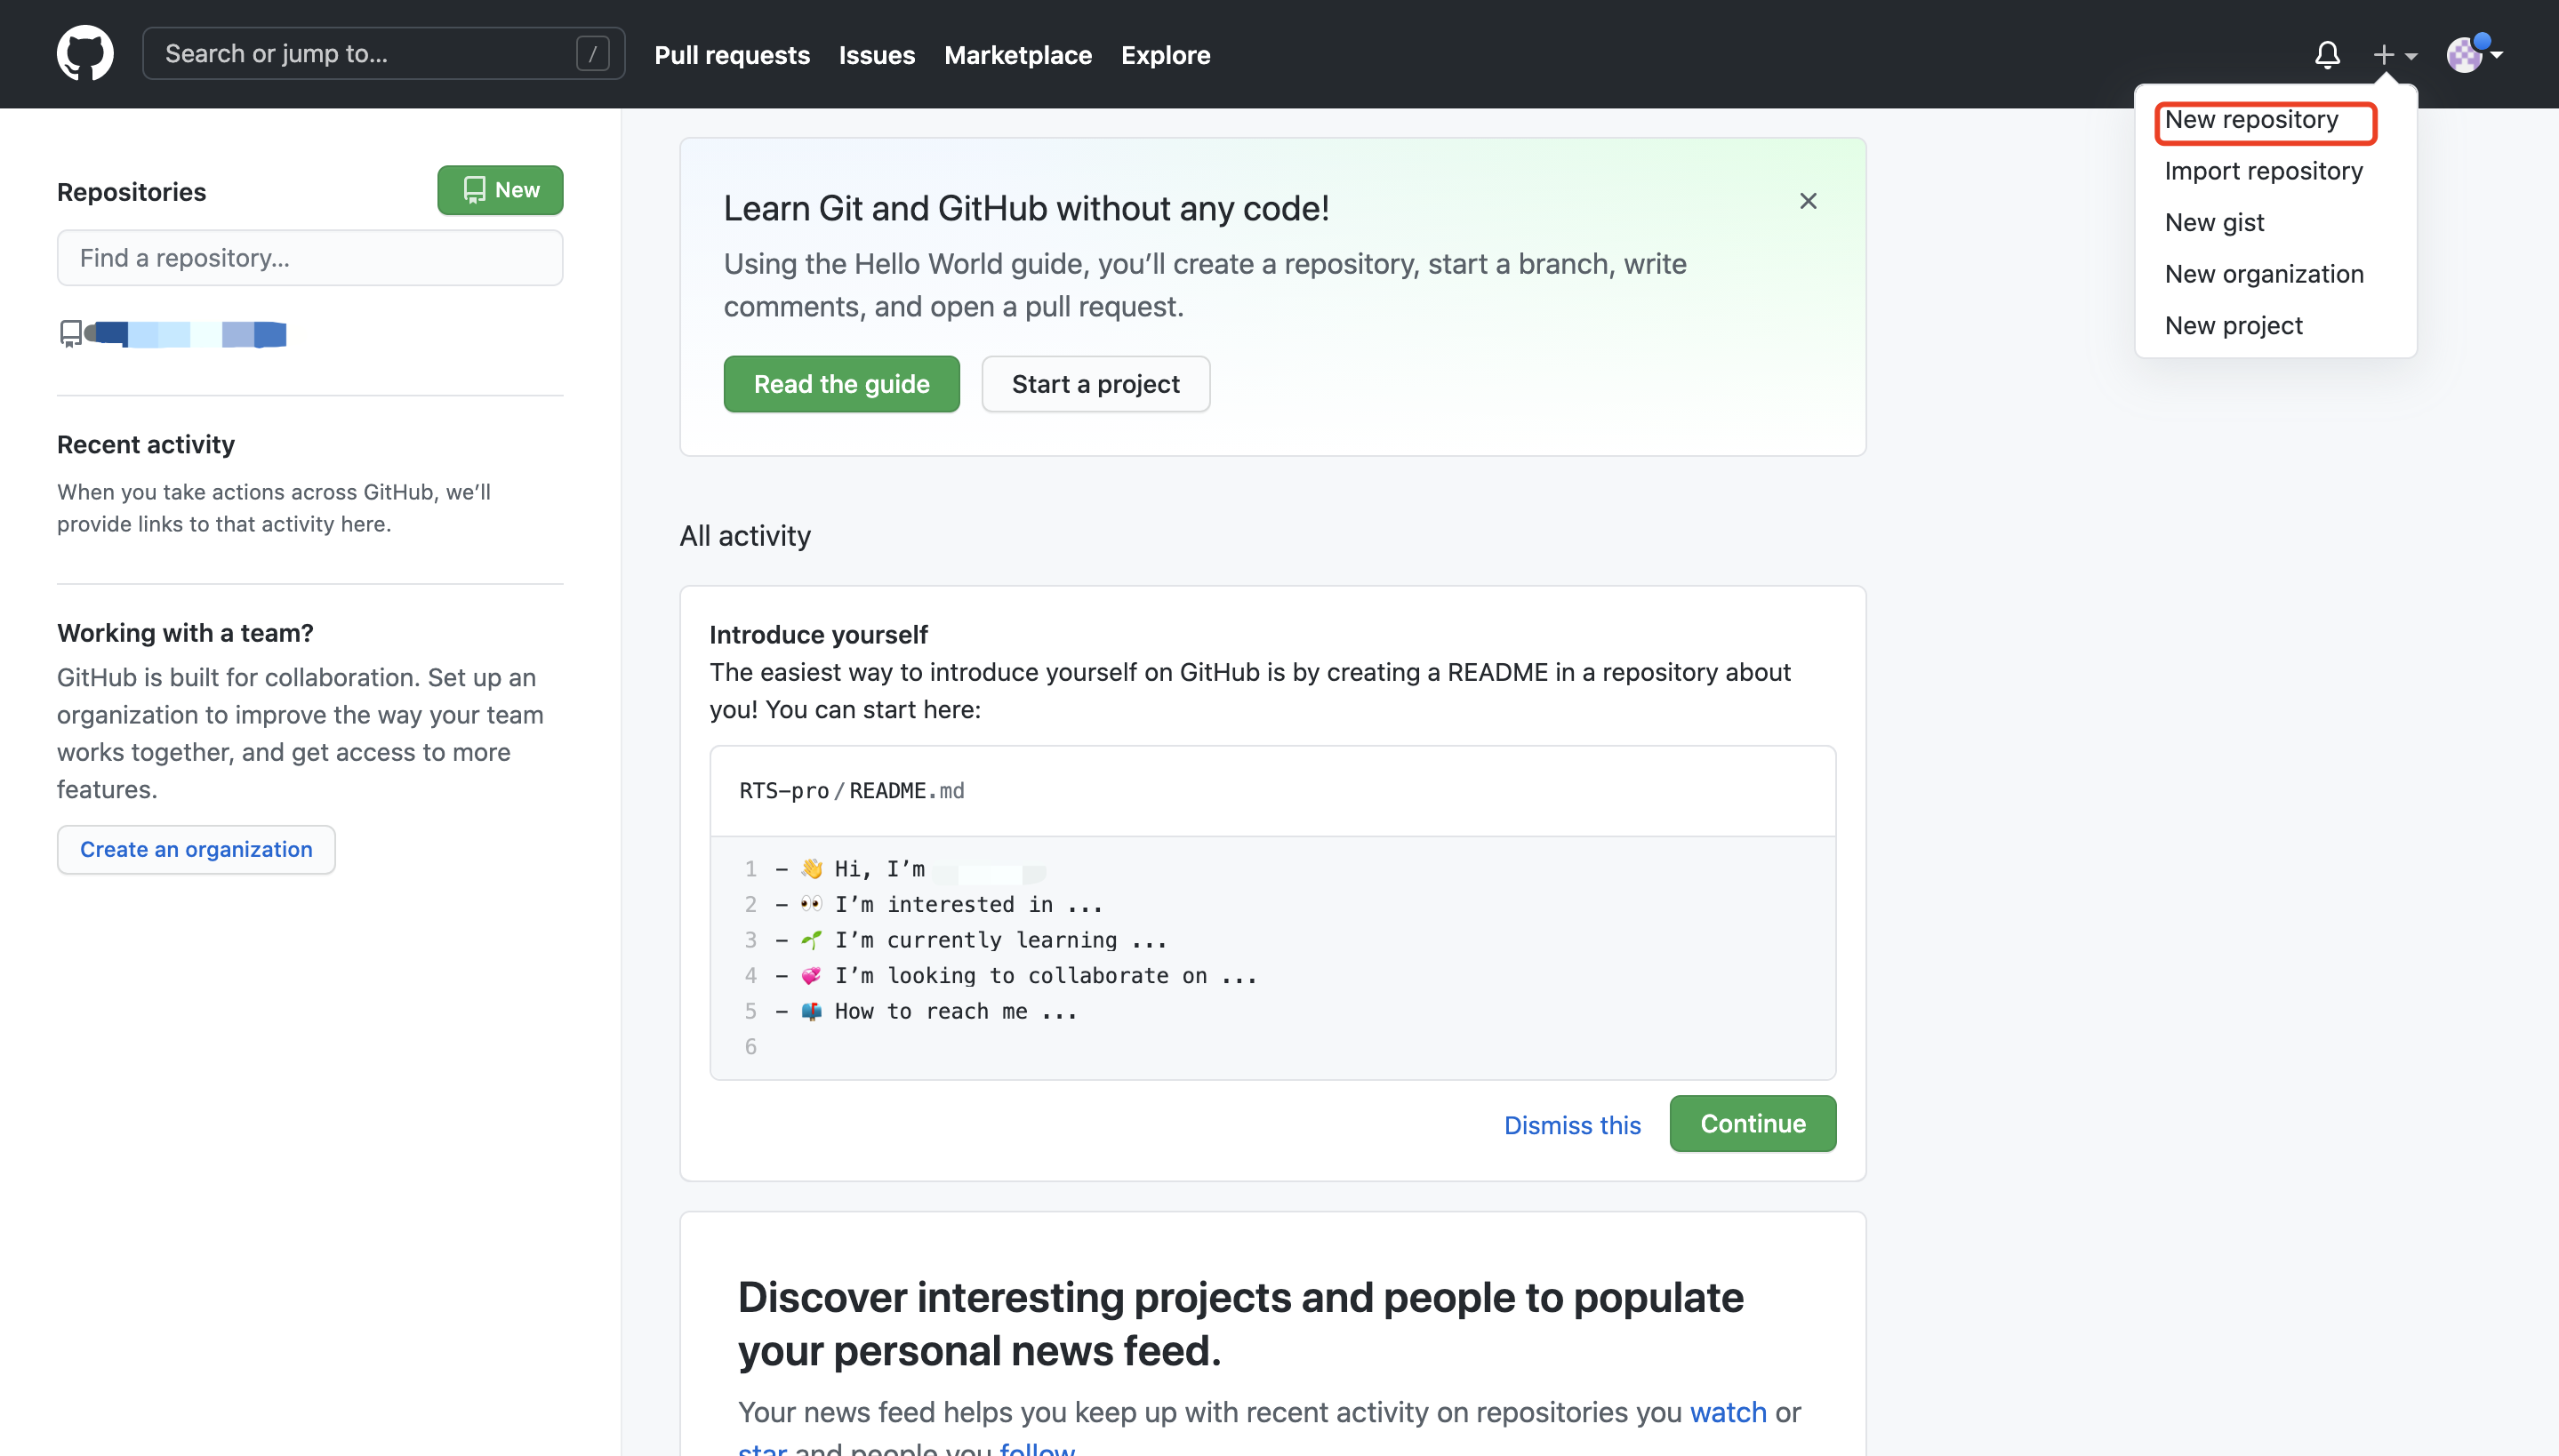 Search or jump to... /
Pull requests Issues Marketplace Explore
New repository
Import repository
New gist
New organization
New project
Repositories
New
Find a repository...
Recent activity
When you take actions across GitHub, we’ll
provide links to that activity here.
Working with a team?
GitHub is built for collaboration. Set up an
organization to improve the way your team
works together, and get access to more
features.
Create an organization
Learn Git and GitHub without any code!
Using the Hello World guide, you’ll create a repository, start a branch, write
comments, and open a pull request.
Read the guide Start a project
All activity
Introduce yourself
The easiest way to introduce yourself on GitHub is by creating a README in a repository about
you! You can start here:
RTS-pro/README.md
1 - 👋 Hi, I’m
2 - 👀 I’m interested in ...
3 - 🌱 I’m currently learning ...
4 - 💞️ I’m looking to collaborate on ...
5 - 📫 How to reach me ...
6
Dismiss this Continue
Discover interesting projects and people to populate
your personal news feed.
Your news feed helps you keep up with recent activity on repositories you watch or
star and people you follow.